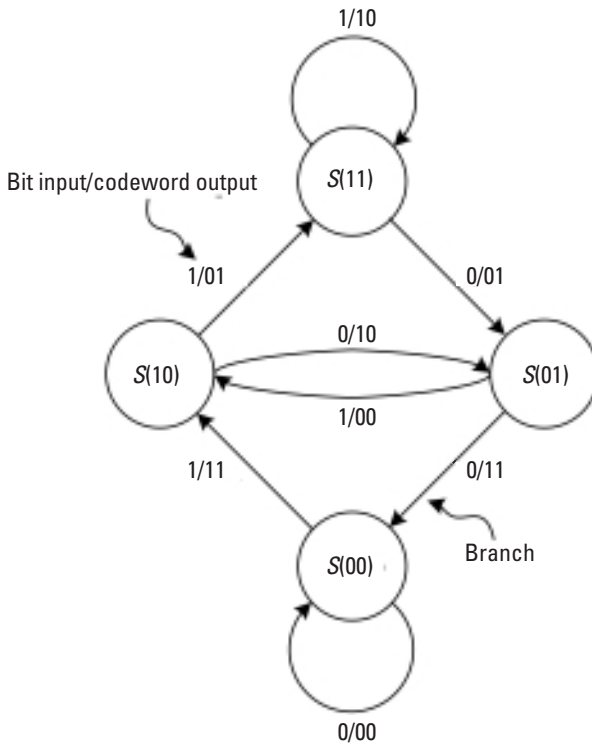 1/10
S(11)
Bit input/codeword output
1/01
0/01
0/10
S(10)
S(01)
1/00
1/11
0/11
Branch
S(00)
0/00